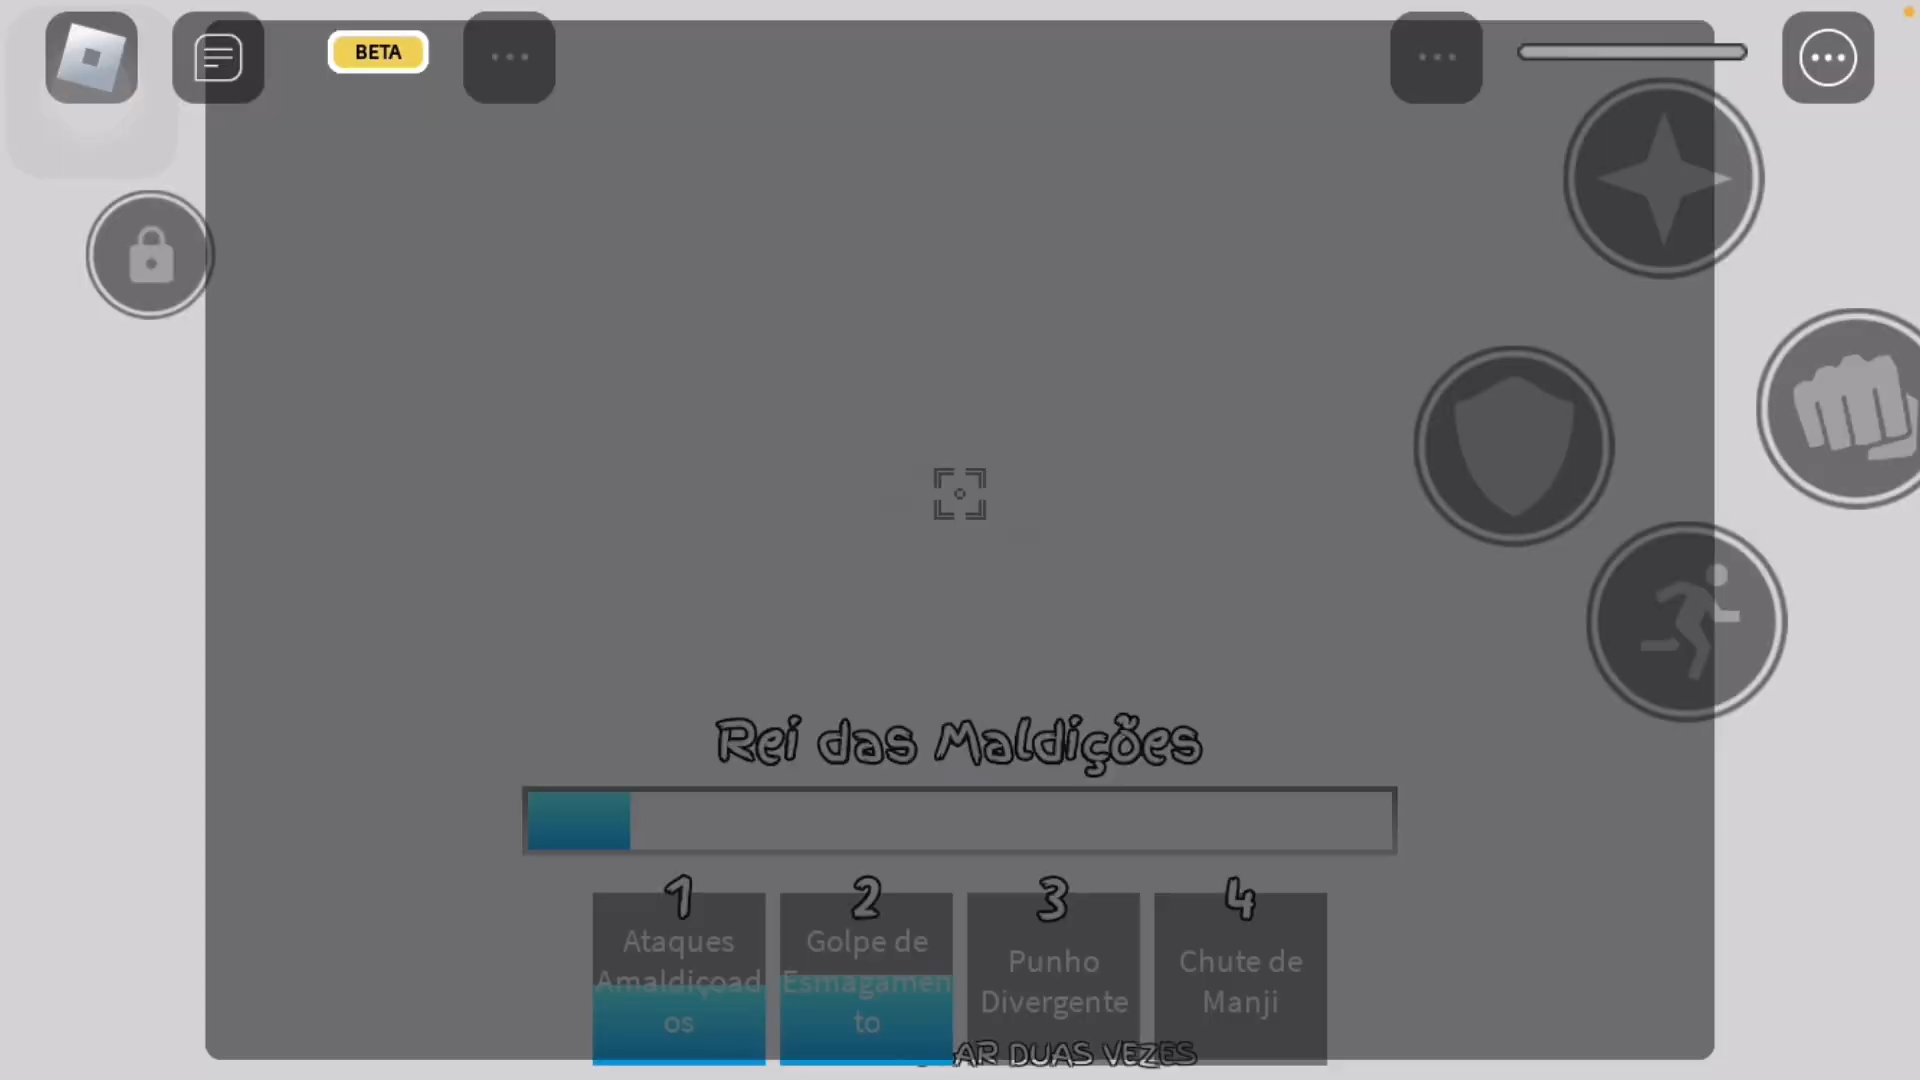 BETA
Rei das Maldições
1
2
3
4
Ataques
Amaldiçoad
os
Golpe de
Esmagamen
to
Punho
Divergente
Chute de
Manji
DUAS VEZES